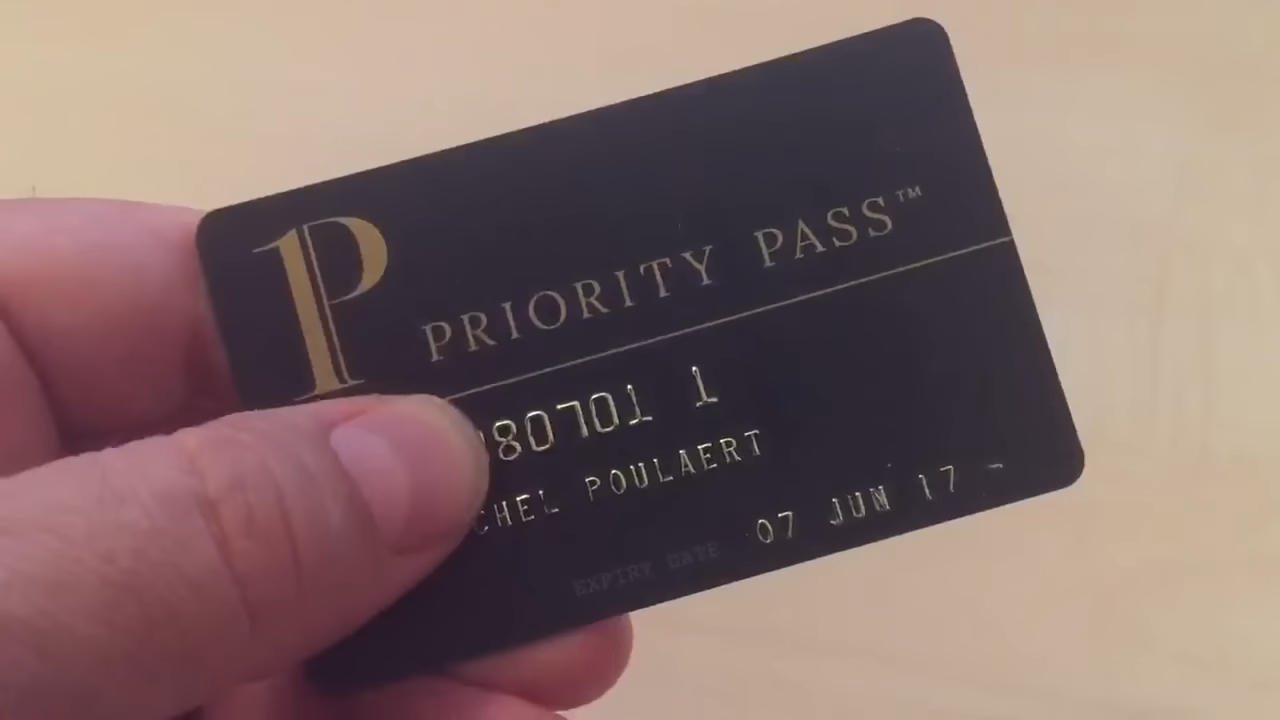 PRIORITY PASS™
80701 1
CHEL POULAERT
EXPIRY DATE 07 JUN 17